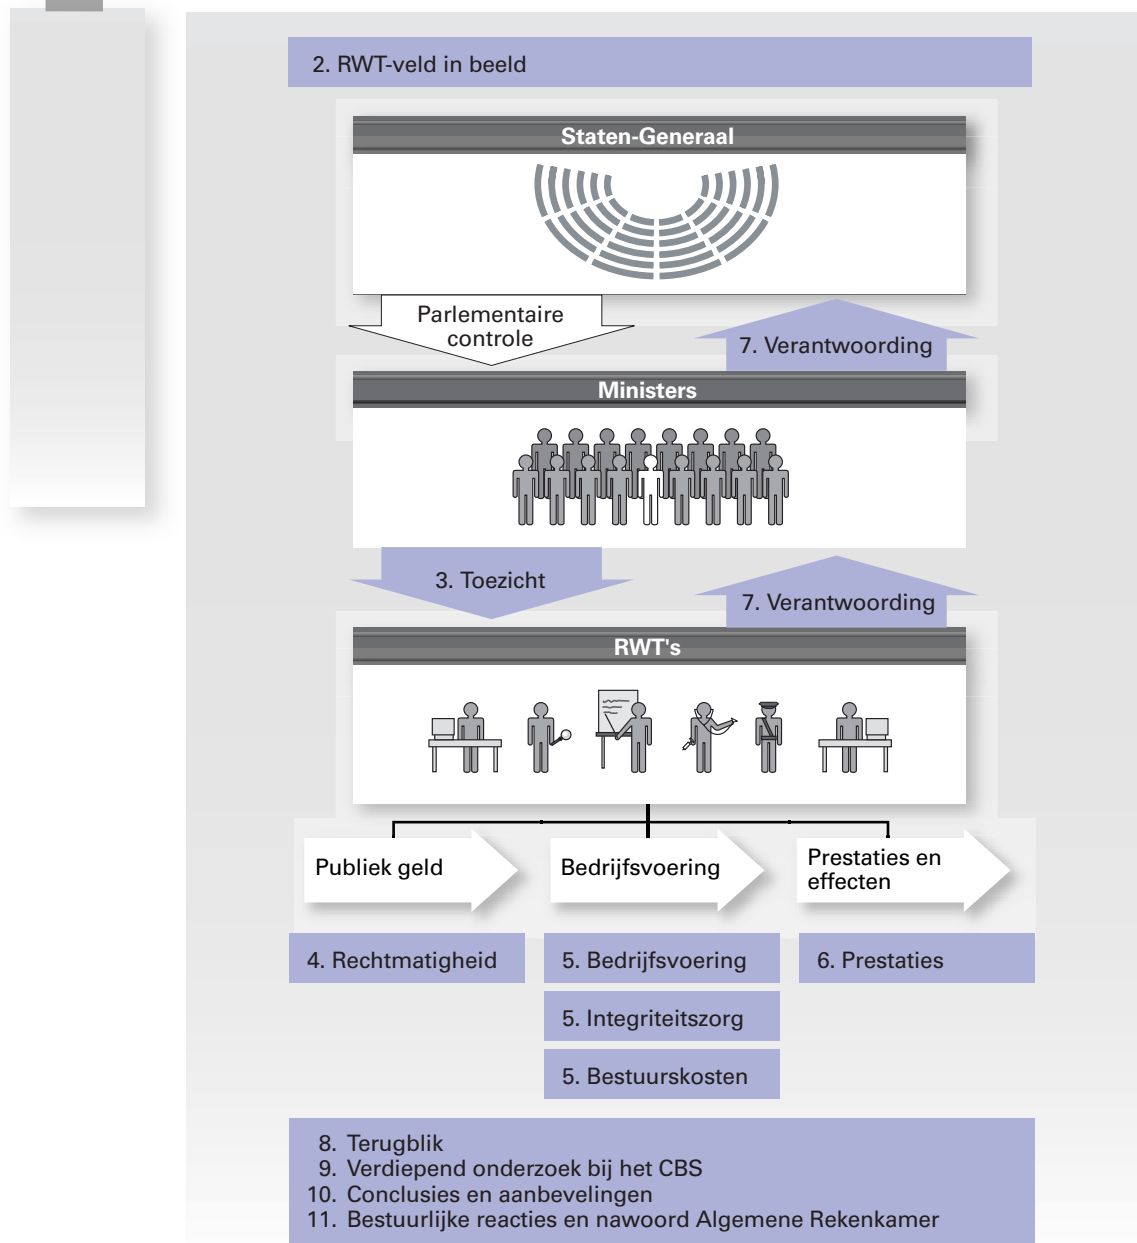 2. RWT-veld in beeld
Staten-Generaal
Parlementaire
controle
7. Verantwoording
Ministers
3. Toezicht
7. Verantwoording
RWT's
Publiek geld
Bedrijfsvoering
Prestaties en
effecten
4. Rechtmatigheid
5. Bedrijfsvoering
6. Prestaties
5. Integriteitszorg
5. Bestuurskosten
8. Terugblik
9. Verdiepend onderzoek bij het CBS
10. Conclusies en aanbevelingen
11. Bestuurlijke reacties en nawoord Algemene Rekenkamer